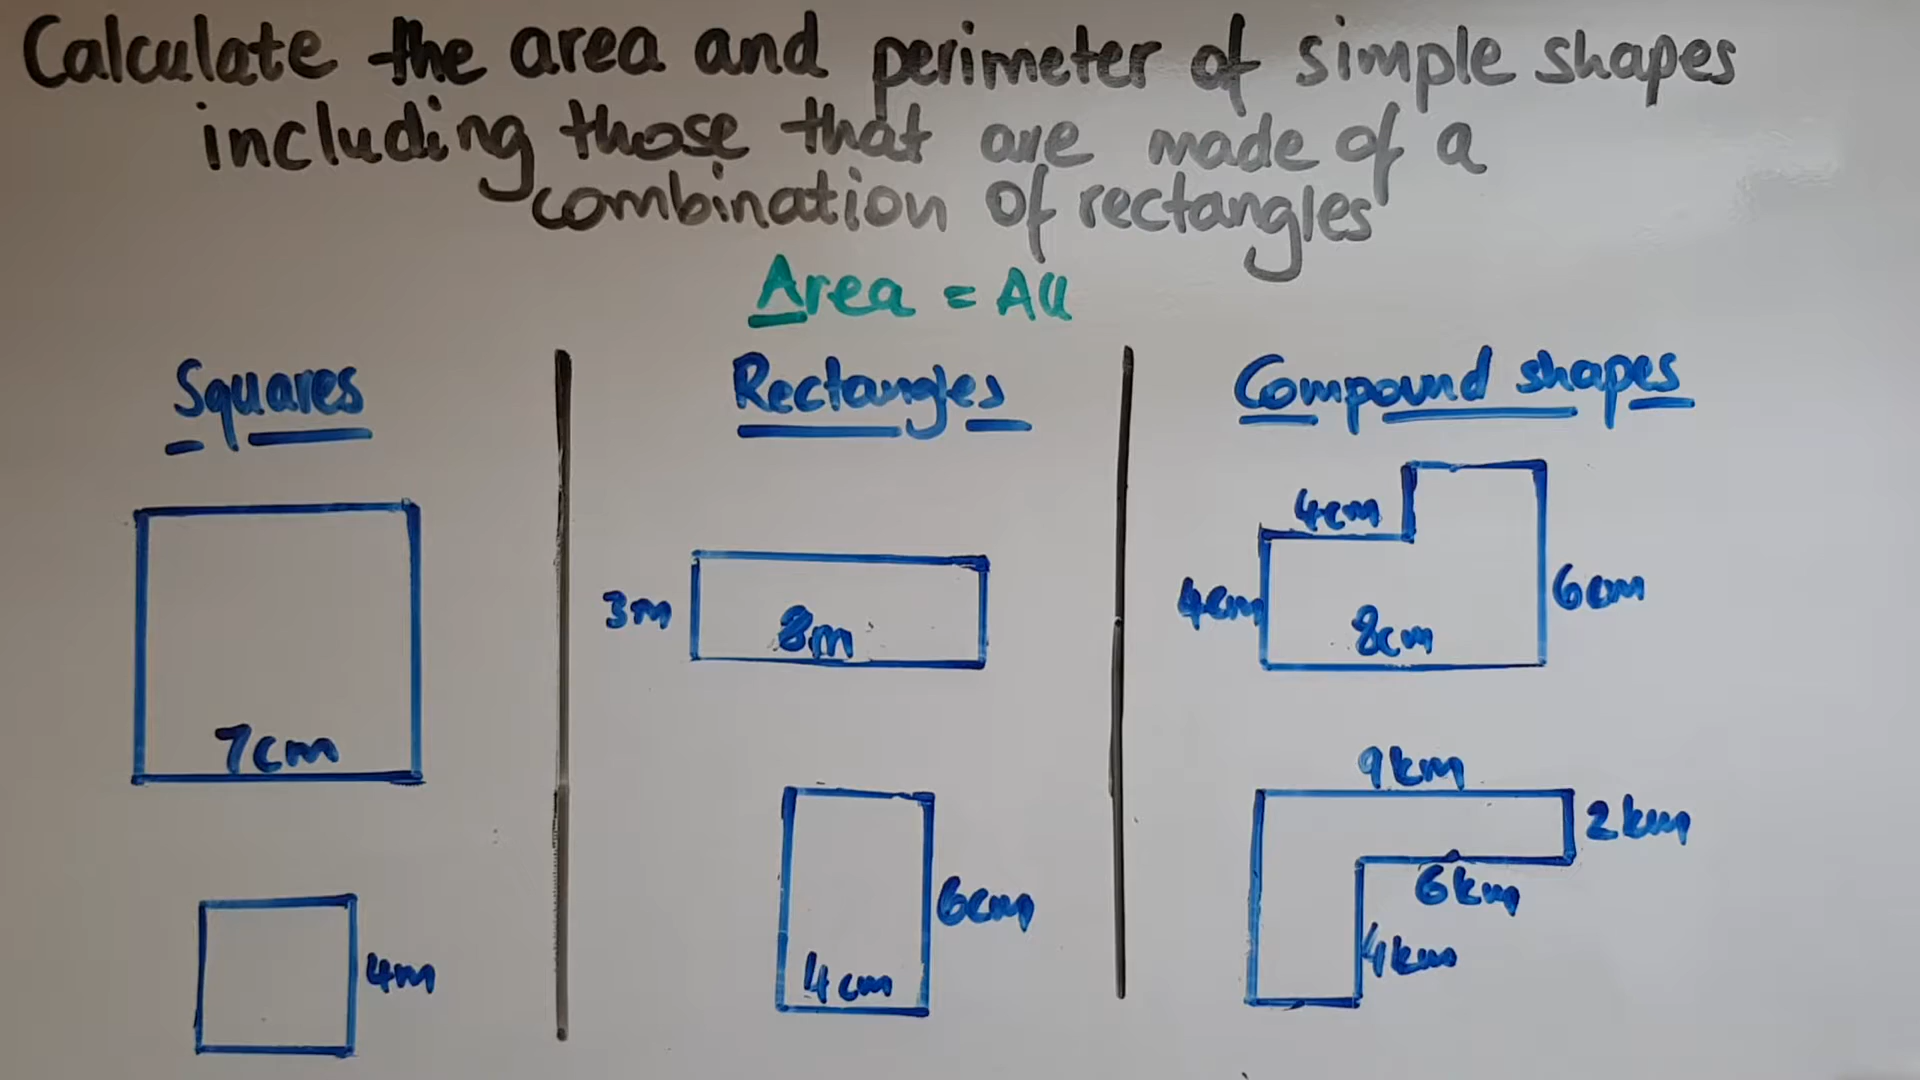 Calculate the area and perimeter of simple shapes
including those that are made of a
combination of rectangles
Area = All
Squares
Rectangles
Compound shapes
7cm
4m
3m
8m
6cm
4cm
4cm
4cm
8cm
6cm
9km
2km
6km
4km